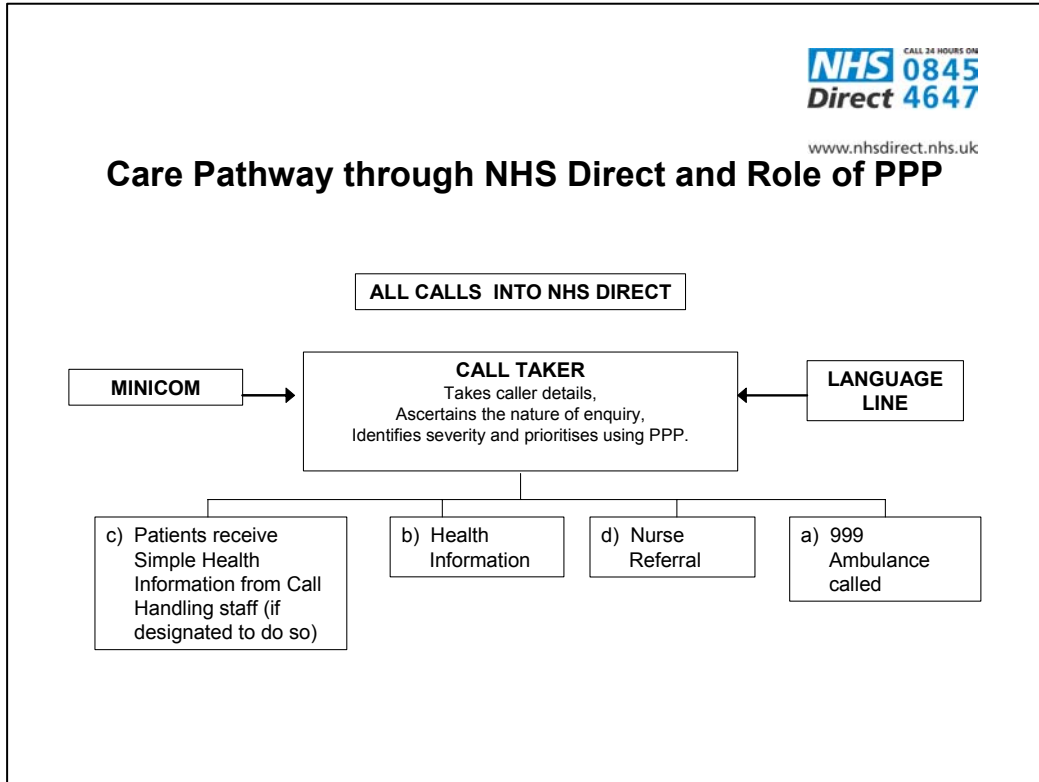 NHS
Direct
CALL 24 HOURS ON
0845
4647
www.nhsdirect.nhs.uk
Care Pathway through NHS Direct and Role of PPP
ALL CALLS INTO NHS DIRECT
MINICOM
CALL TAKER
Takes caller details,
Ascertains the nature of enquiry,
Identifies severity and prioritises using PPP.
LANGUAGE
LINE
c) Patients receive
Simple Health
Information from Call
Handling staff (if
designated to do so)
b) Health
Information
d) Nurse
Referral
a) 999
Ambulance
called